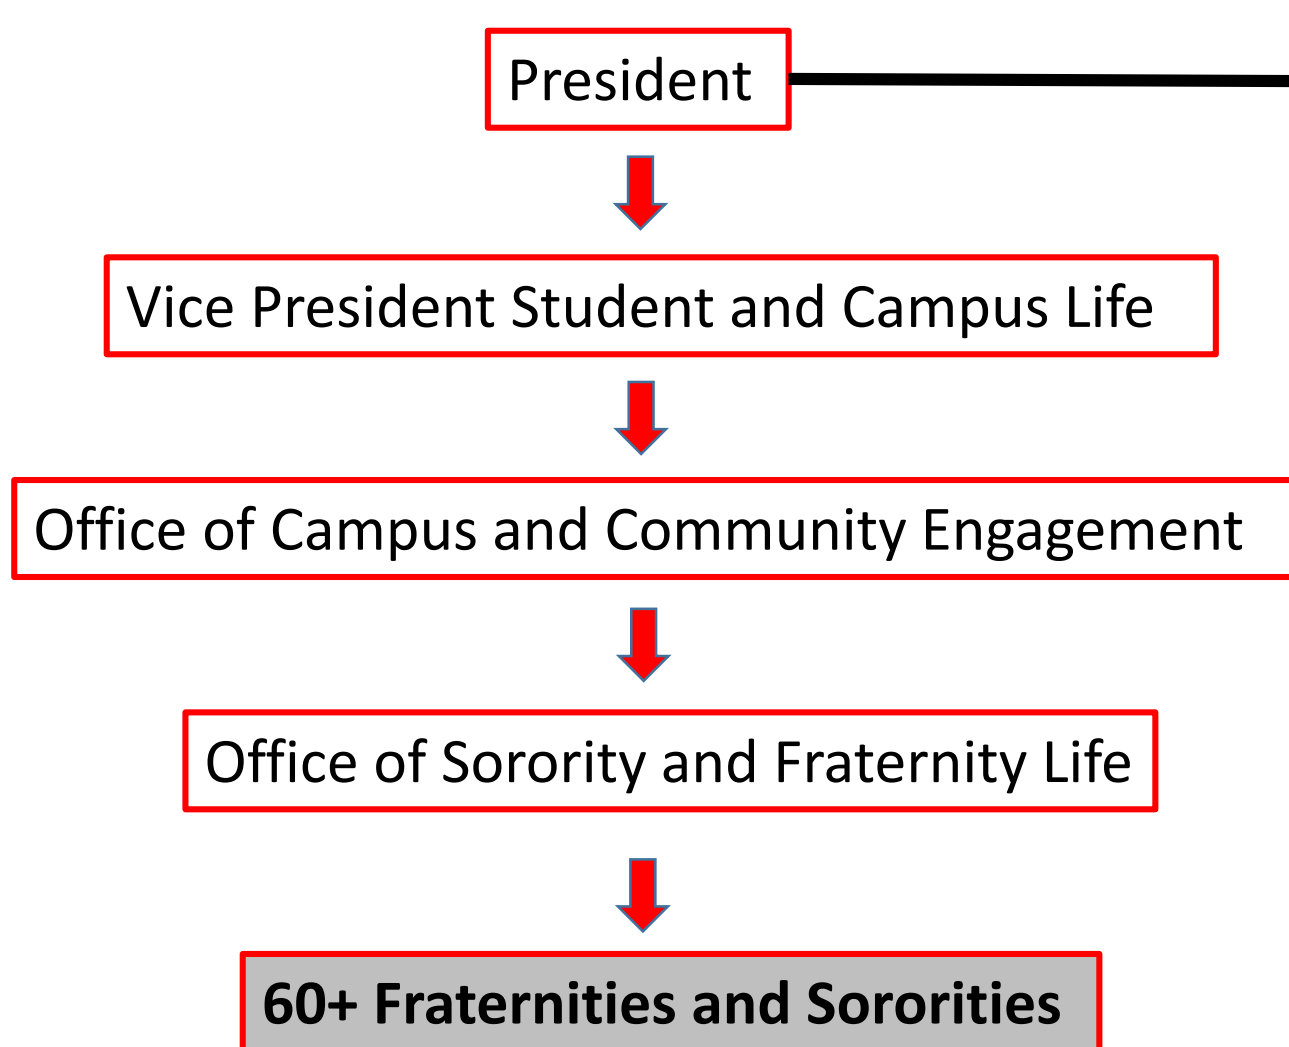 President
Vice President Student and Campus Life
Office of Campus and Community Engagement
Office of Sorority and Fraternity Life
60+ Fraternities and Sororities